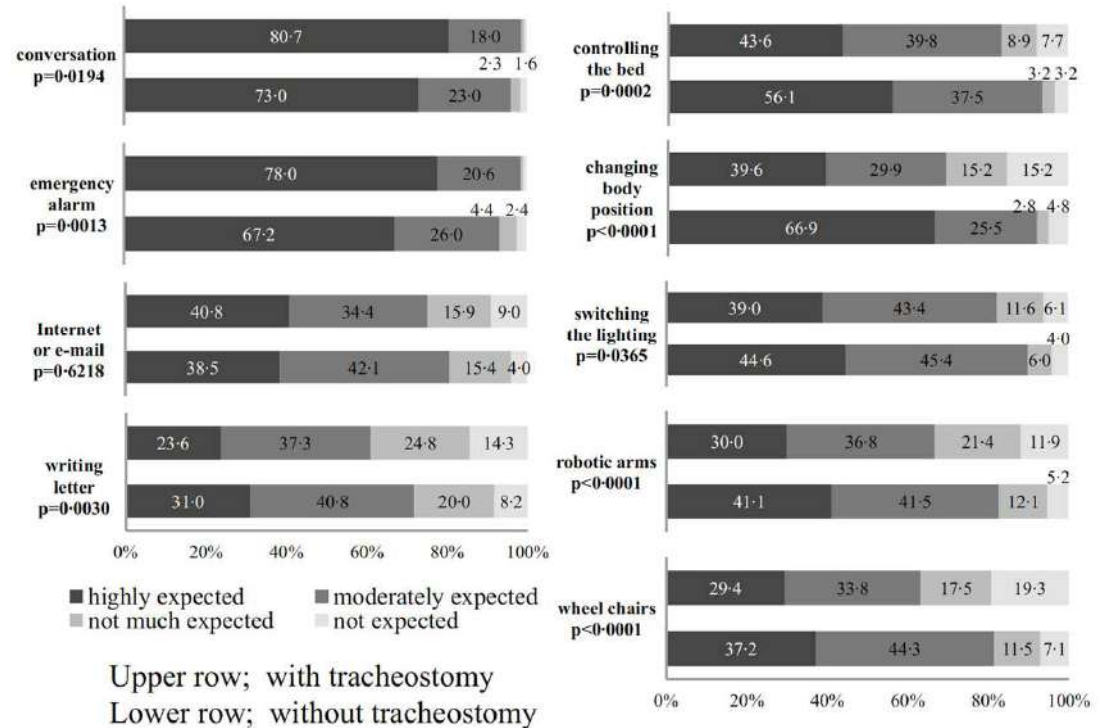 conversation
p=0·0194
80·7 18·0
2·3 1·6
73·0 23·0
emergency
alarm
p=0·0013
78·0 20·6
4·4 2·4
67·2 26·0
Internet
or e-mail
p=0·6218
40·8 34·4 15·9 9·0
38·5 42·1 15·4 4·0
writing
letter
p=0·0030
23·6 37·3 24·8 14·3
31·0 40·8 20·0 8·2
0% 20% 40% 60% 80% 100%
highly expected moderately expected
not much expected not expected
Upper row; with tracheostomy
Lower row; without tracheostomy
controlling
the bed
p=0·0002
43·6 39·8 8·9 7·7
3·2 3·2
56·1 37·5
changing
body
position
p<0·0001
39·6 29·9 15·2 15·2
2·8 4·8
66·9 25·5
switching
the lighting
p=0·0365
39·0 43·4 11·6 6·1
4·0
44·6 45·4 6·0
robotic arms
p<0·0001
30·0 36·8 21·4 11·9
5·2
41·1 41·5 12·1
wheel chairs
p<0·0001
29·4 33·8 17·5 19·3
37·2 44·3 11·5 7·1
0% 20% 40% 60% 80% 100%